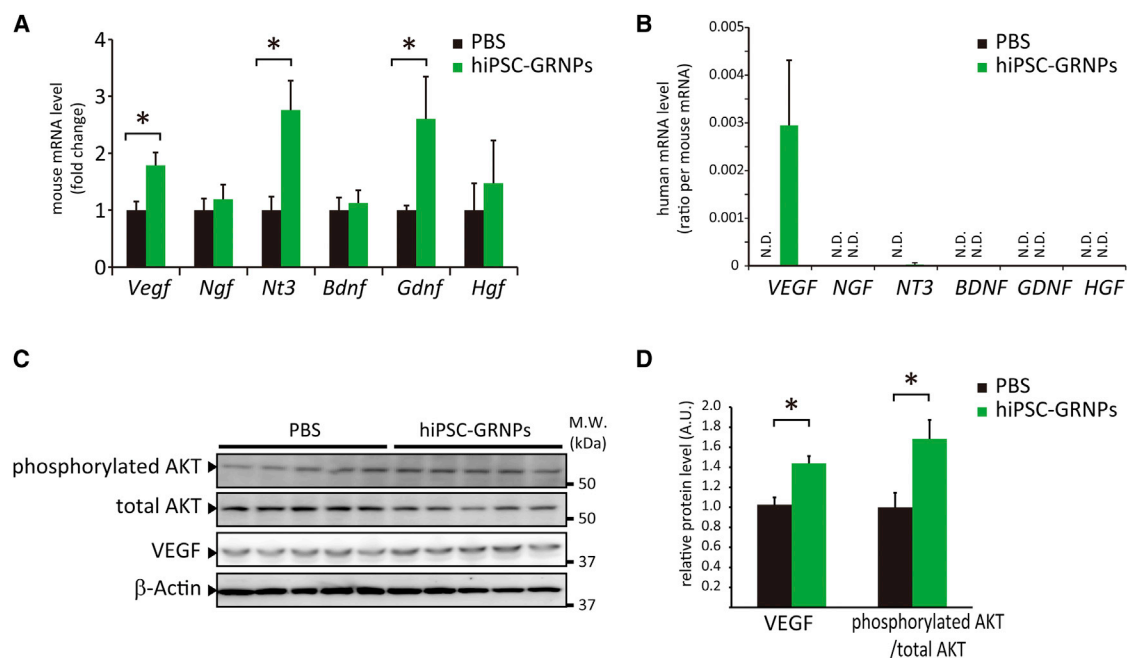 A
PBS
hiPSC-GRNPs
mouse mRNA level
(fold change)
4
3
2
1
0
*
*
*
Vegf Ngf Nt3 Bdnf Gdnf Hgf
B
PBS
hiPSC-GRNPs
human mRNA level
(ratio per mouse mRNA)
0.005
0.004
0.003
0.002
0.001
0
N.D. N.D. N.D. N.D. N.D. N.D. N.D. N.D. N.D. N.D.
VEGF NGF NT3 BDNF GDNF HGF
C
PBS hiPSC-GRNPs M.W.
(kDa)
phosphorylated AKT
50
total AKT
50
VEGF
37
β-Actin
37
D
PBS
hiPSC-GRNPs
relative protein level (A.U.)
2.0
1.8
1.6
1.4
1.2
1.0
0.8
0.6
0.4
0.2
*
*
VEGF phosphorylated AKT
/total AKT